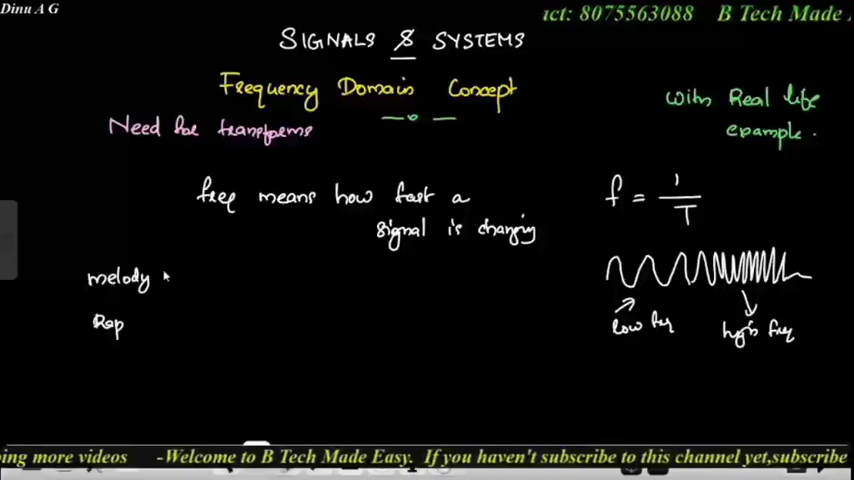 Dinu A G
uct: 8075563088 B Tech Made
SIGNALS & SYSTEMS
Frequency Domain Concept
With Real life
example.
Need for transforms
freq means how fast a
signal is changing
f = 1/T
melody
Rap
low freq
high freq
ping more videos -Welcome to B Tech Made Easy. If you haven't subscribe to this channel yet,subscribe